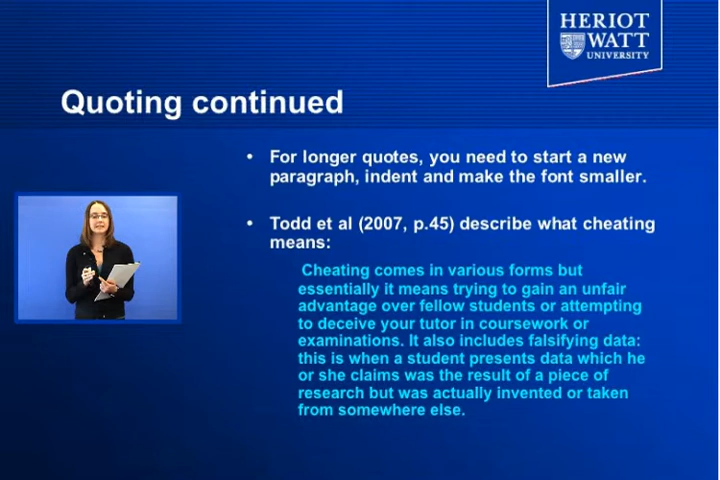 HERIOT
WATT
UNIVERSITY
Quoting continued
• For longer quotes, you need to start a new
paragraph, indent and make the font smaller.
• Todd et al (2007, p.45) describe what cheating
means:
Cheating comes in various forms but
essentially it means trying to gain an unfair
advantage over fellow students or attempting
to deceive your tutor in coursework or
examinations. It also includes falsifying data:
this is when a student presents data which he
or she claims was the result of a piece of
research but was actually invented or taken
from somewhere else.